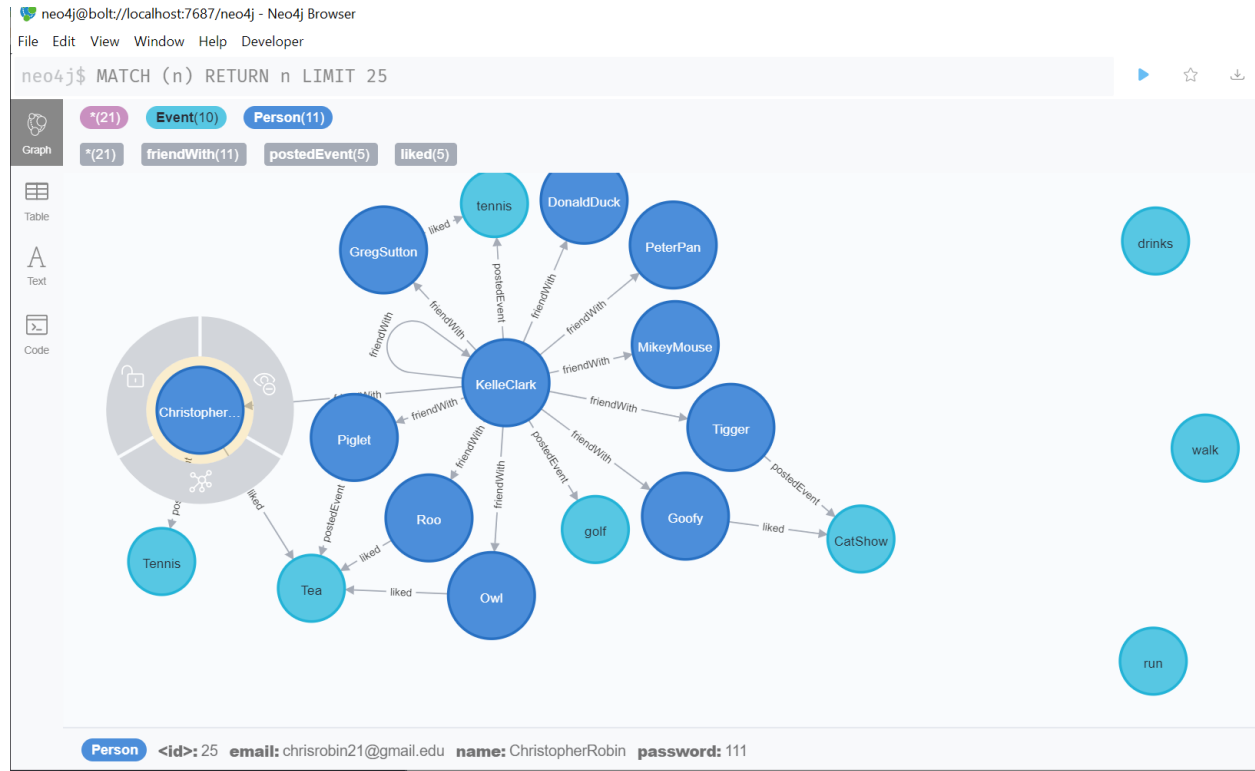 neo4j@bolt://localhost:7687/neo4j - Neo4j Browser
File Edit View Window Help Developer
neo4j$ MATCH (n) RETURN n LIMIT 25
*(21) Event(10) Person(11)
*(21) friendWith(11) postedEvent(5) liked(5)
Graph
Table
Text
Code
tennis
DonaldDuck
GregSutton
liked
PeterPan
drinks
postedEvent
friendWith
friendWith
friendWith
friendWith
MikeyMouse
friendWith
KelleClark
Christopher...
friendWith
friendWith
Tigger
Piglet
friendWith
friendWith
postedEvent
friendWith
walk
friendWith
postedEvent
liked
postedEvent
Roo
golf
Goofy
liked
CatShow
Tennis
liked
Tea
liked
Owl
run
Person <id>: 25 email: chrisrobin21@gmail.edu name: ChristopherRobin password: 111